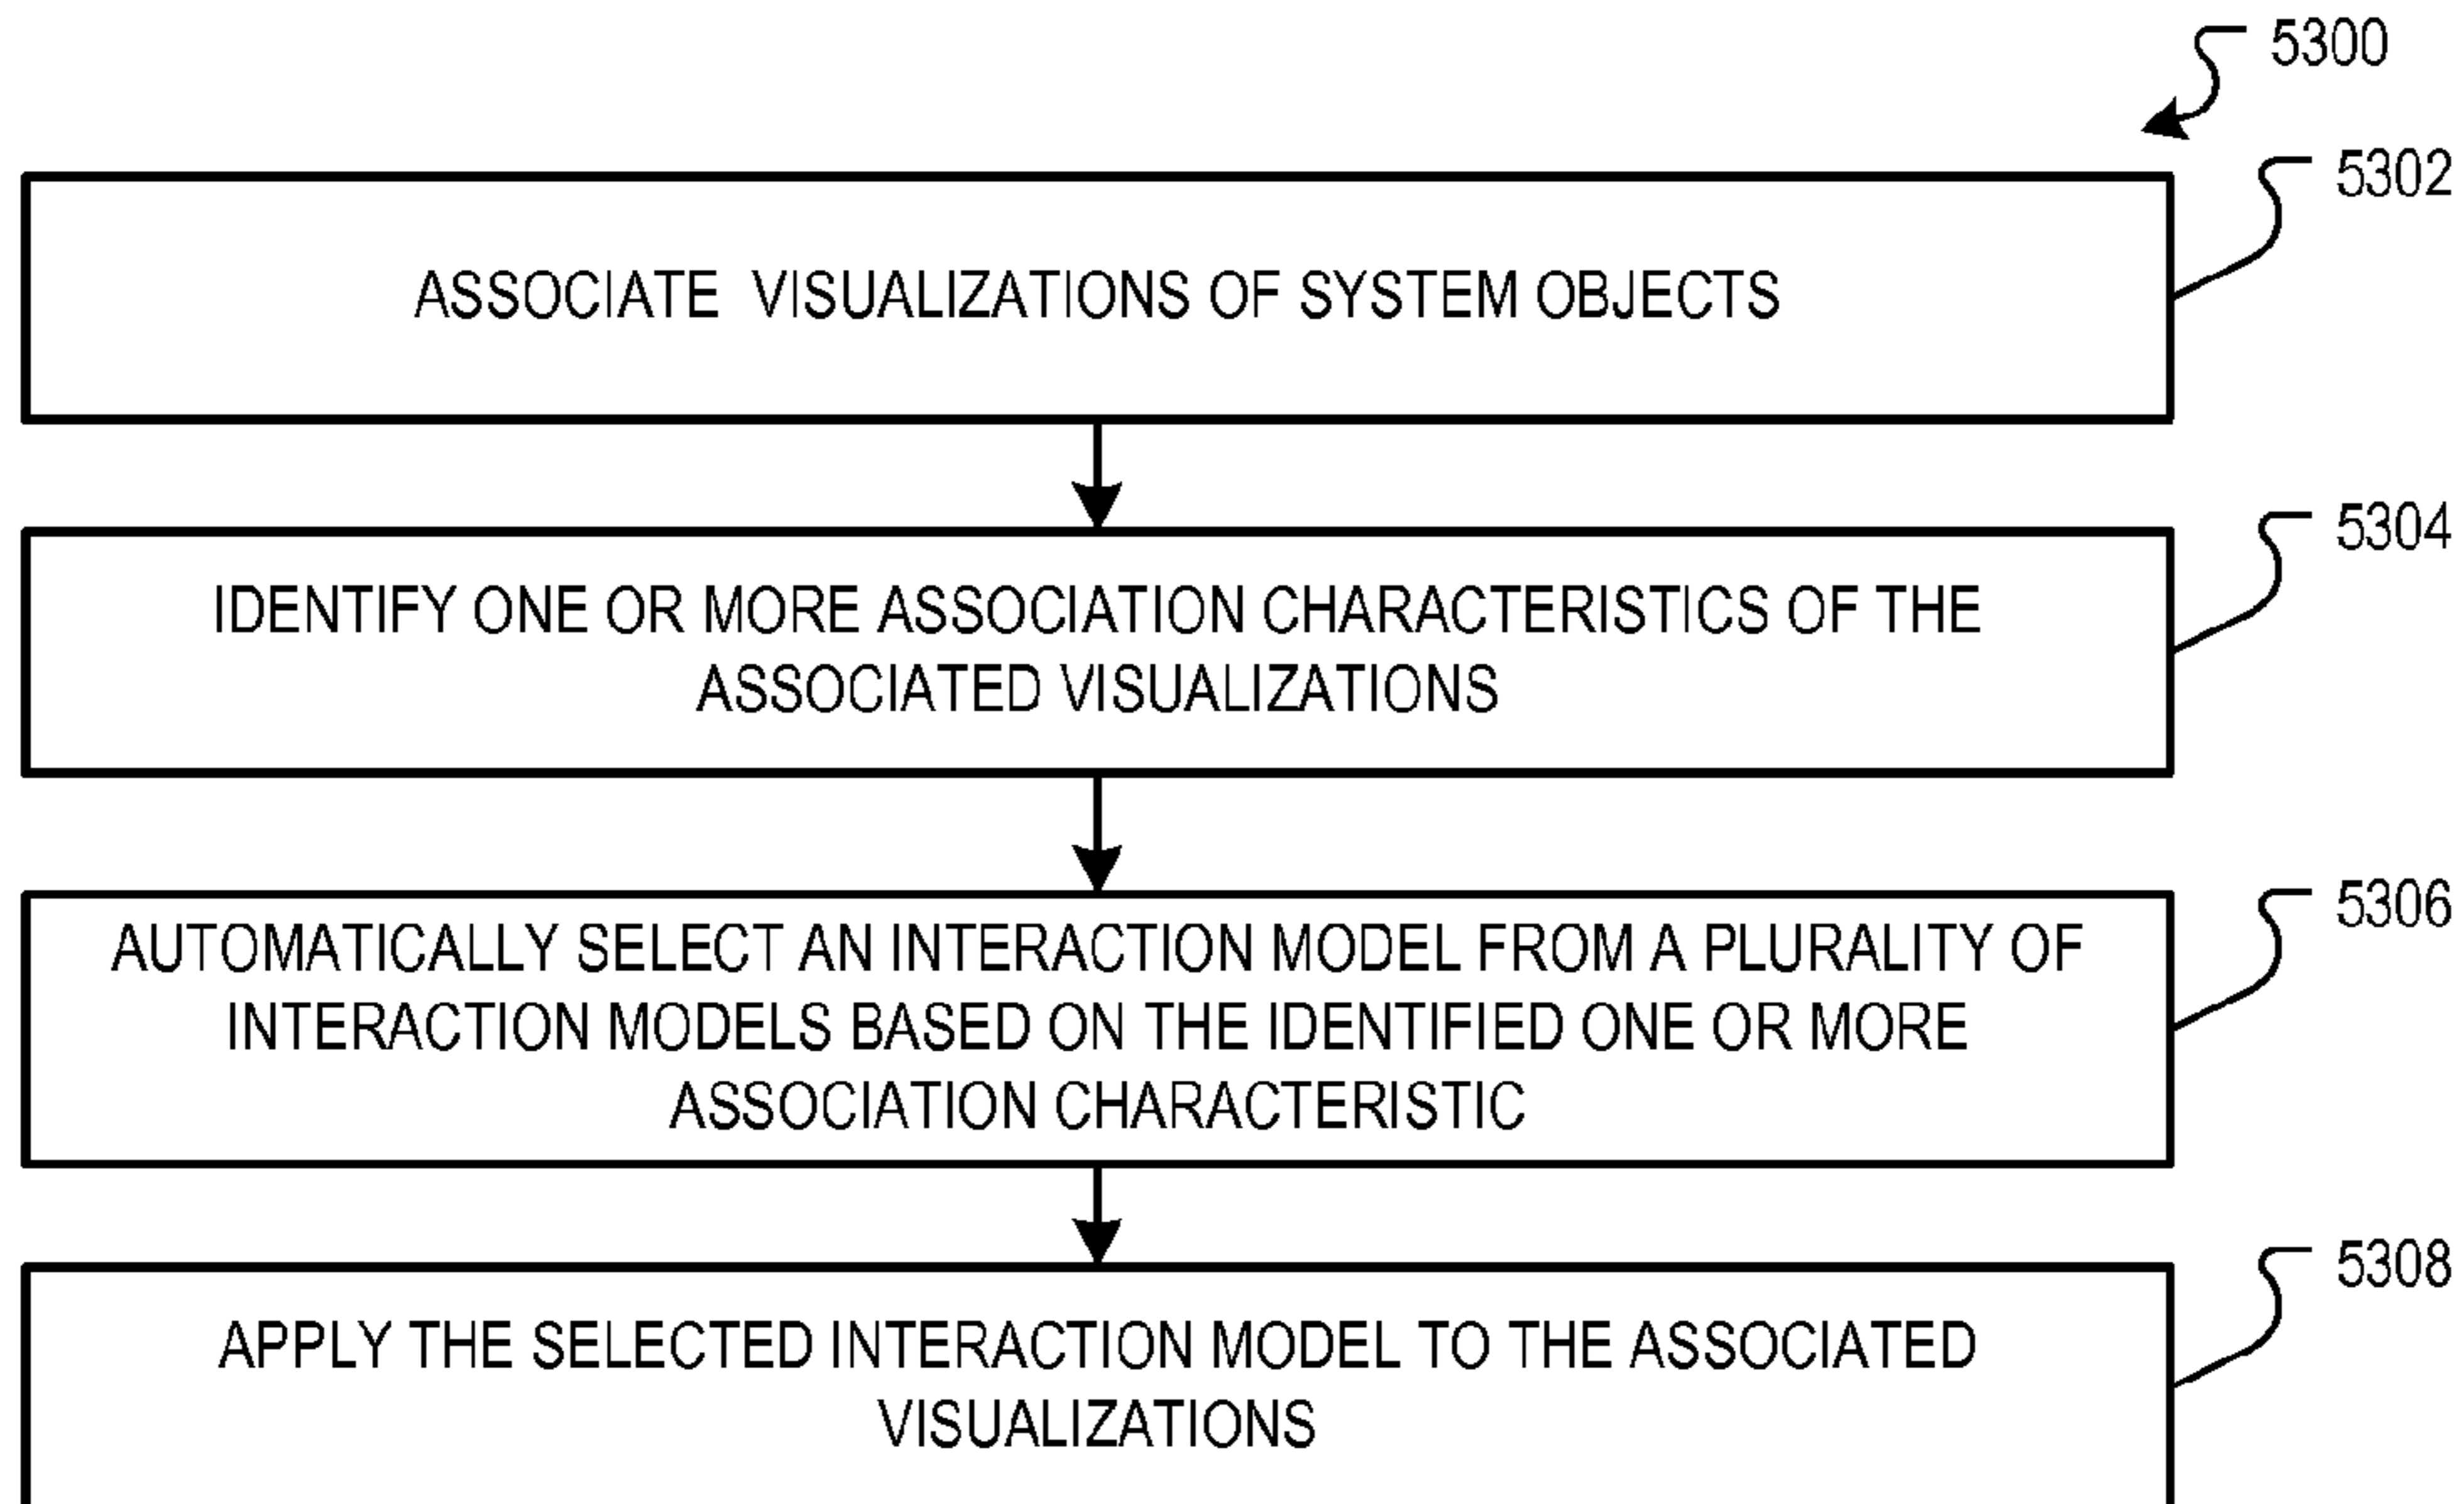 5300
5302
ASSOCIATE VISUALIZATIONS OF SYSTEM OBJECTS
5304
IDENTIFY ONE OR MORE ASSOCIATION CHARACTERISTICS OF THE
ASSOCIATED VISUALIZATIONS
5306
AUTOMATICALLY SELECT AN INTERACTION MODEL FROM A PLURALITY OF
INTERACTION MODELS BASED ON THE IDENTIFIED ONE OR MORE
ASSOCIATION CHARACTERISTIC
5308
APPLY THE SELECTED INTERACTION MODEL TO THE ASSOCIATED
VISUALIZATIONS